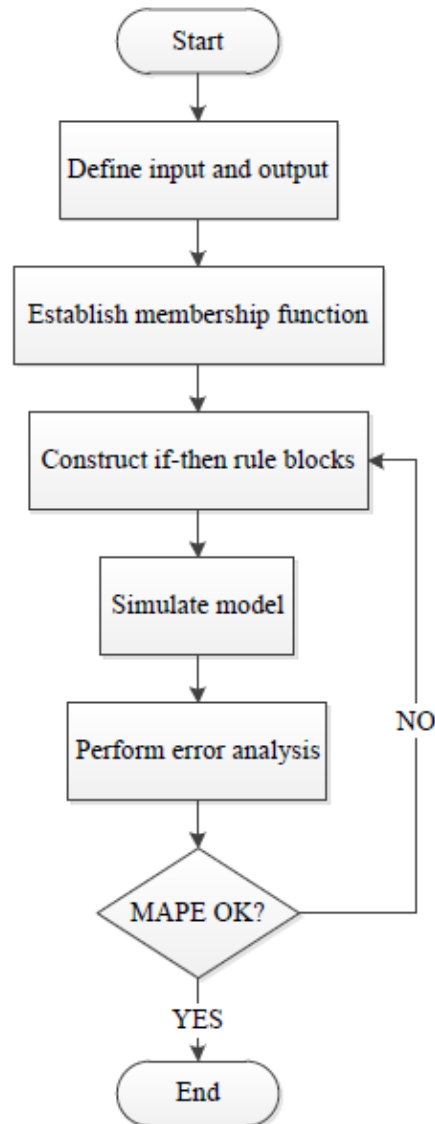 Start
Define input and output
Establish membership function
Construct if-then rule blocks
Simulate model
Perform error analysis
NO
MAPE OK?
YES
End